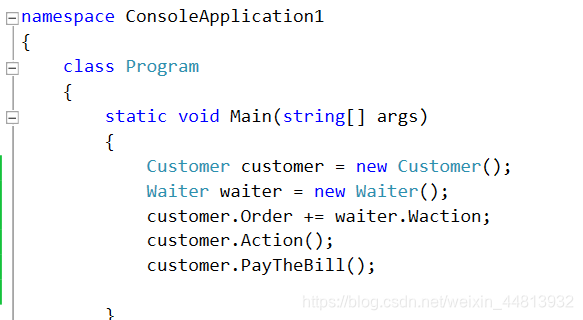 namespace ConsoleApplication1
{
    class Program
    {
        static void Main(string[] args)
        {
            Customer customer = new Customer();
            Waiter waiter = new Waiter();
            customer.Order += waiter.Waction;
            customer.Action();
            customer.PayTheBill();
        }
https://blog.csdn.net/weixin_44813932